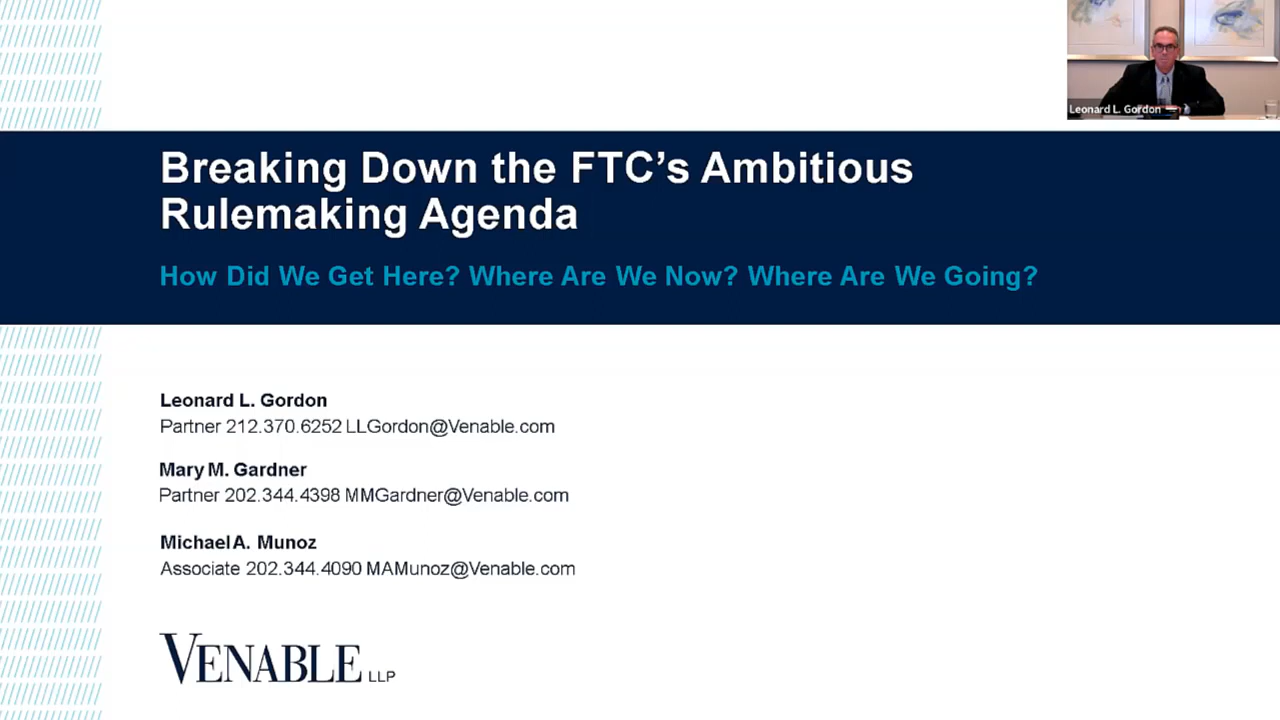 Leonard L. Gordon
Breaking Down the FTC's Ambitious
Rulemaking Agenda
How Did We Get Here? Where Are We Now? Where Are We Going?
Leonard L. Gordon
Partner 212.370.6252 LLGordon@Venable.com
Mary M. Gardner
Partner 202.344.4398 MMGardner@Venable.com
Michael A. Munoz
Associate 202.344.4090 MAMunoz@Venable.com
VENABLE LLP